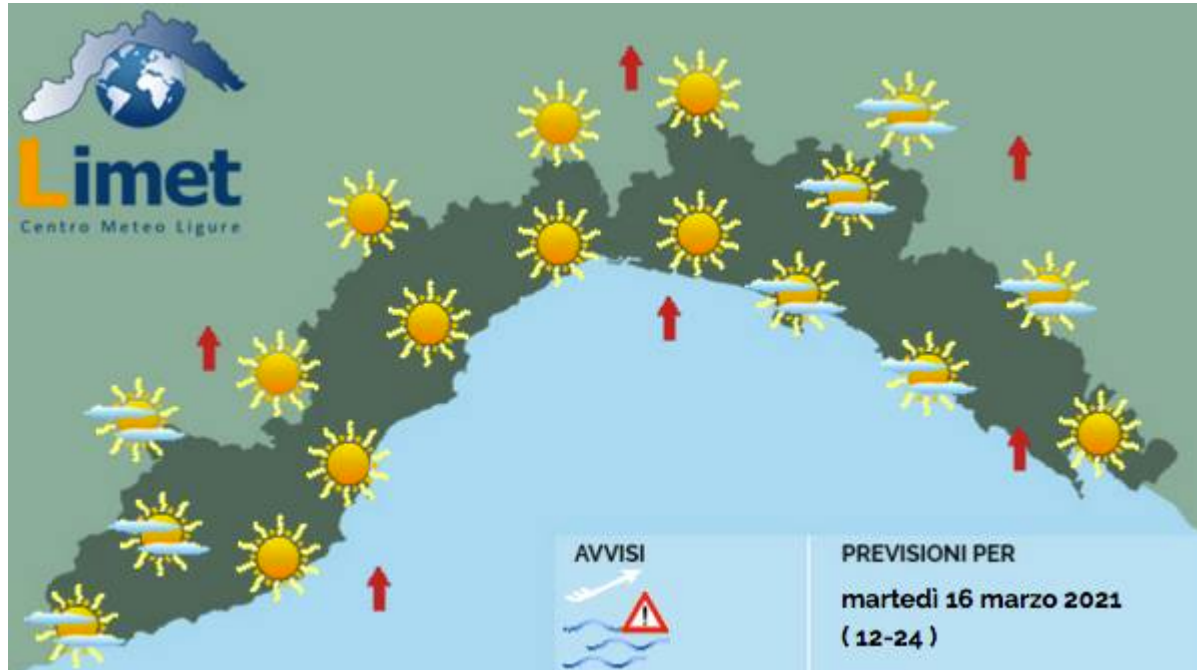 Limet
Centro Meteo Ligure
AVVISI
PREVISIONI PER
martedì 16 marzo 2021
( 12-24 )